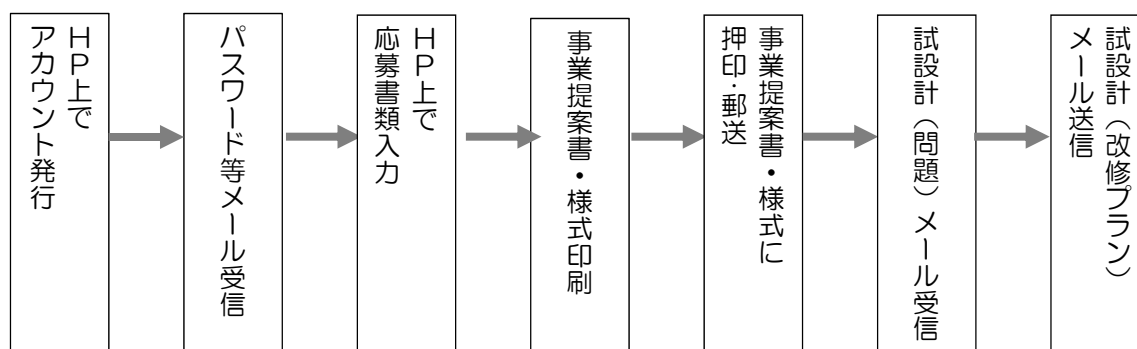 ＨＰ上で
アカウント発行
パスワード等メール受信
ＨＰ上で
応募書類入力
事業提案書・様式印刷
事業提案書・様式に
押印・郵送
試設計（問題）メール受信
試設計（改修プラン）
メール送信